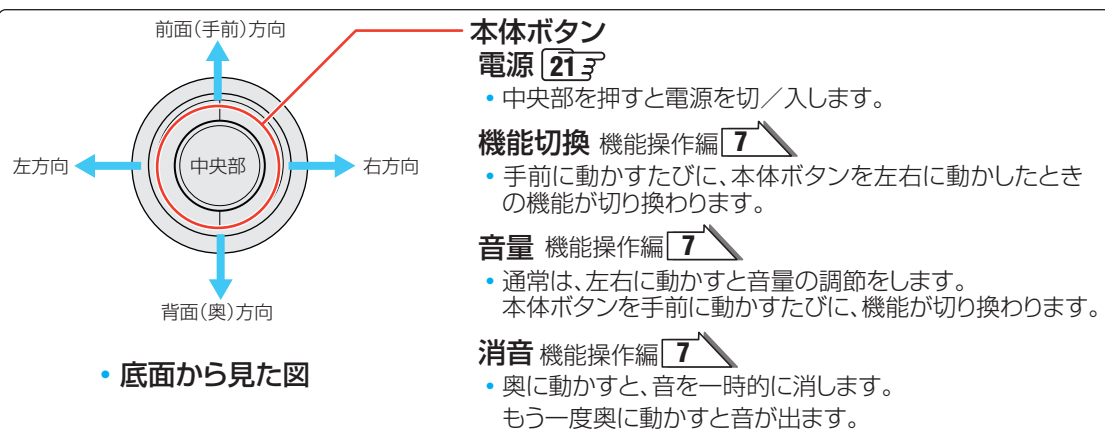 前面(手前)方向
左方向
中央部
右方向
背面(奥)方向
• 底面から見た図
本体ボタン
電源 21
• 中央部を押すと電源を切／入します。
機能切換 機能操作編 7
• 手前に動かすたびに、本体ボタンを左右に動かしたとき
の機能が切り換わります。
音量 機能操作編 7
• 通常は、左右に動かすと音量の調節をします。
本体ボタンを手前に動かすたびに、機能が切り換わります。
消音 機能操作編 7
• 奥に動かすと、音を一時的に消します。
もう一度奥に動かすと音が出ます。